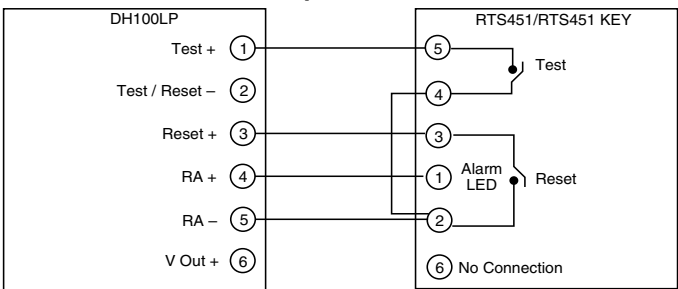 DH100LP
Test + 1
Test / Reset – 2
Reset + 3
RA + 4
RA – 5
V Out + 6
RTS451/RTS451 KEY
5
Test
4
3
1 Alarm
LED
Reset
2
6 No Connection